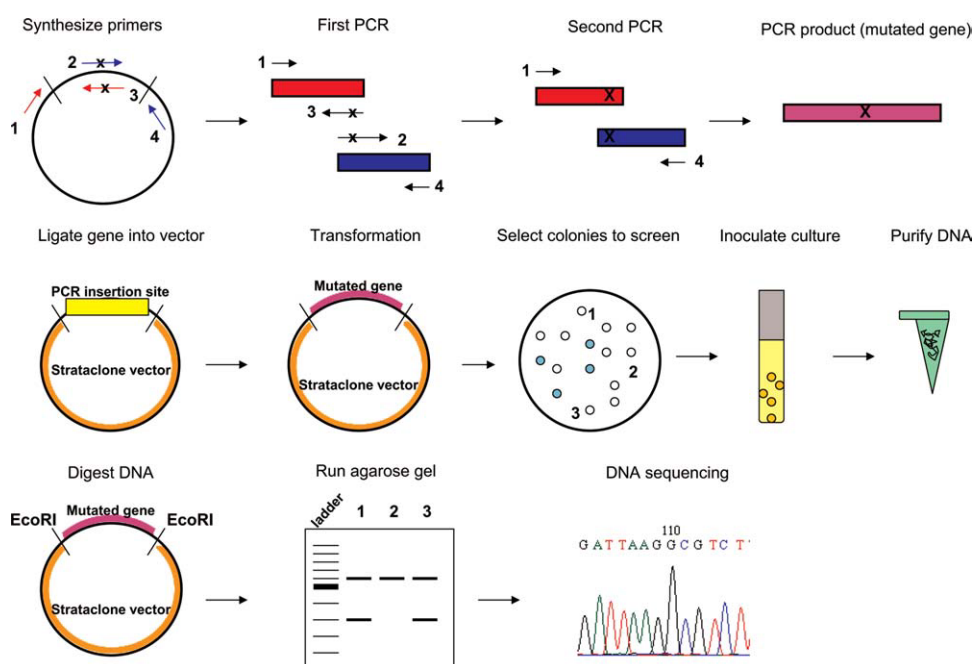 Synthesize primers
First PCR
Second PCR
PCR product (mutated gene)
2
x
x
3
1
4
1
3
x
x
2
4
1
X
X
4
X
Ligate gene into vector
Transformation
Select colonies to screen
Inoculate culture
Purify DNA
PCR insertion site
Strataclone vector
Mutated gene
Strataclone vector
1
2
3
Digest DNA
Run agarose gel
DNA sequencing
EcoRI
Mutated gene
EcoRI
Strataclone vector
ladder
1 2 3
110
G A T T A A G G C G T C T